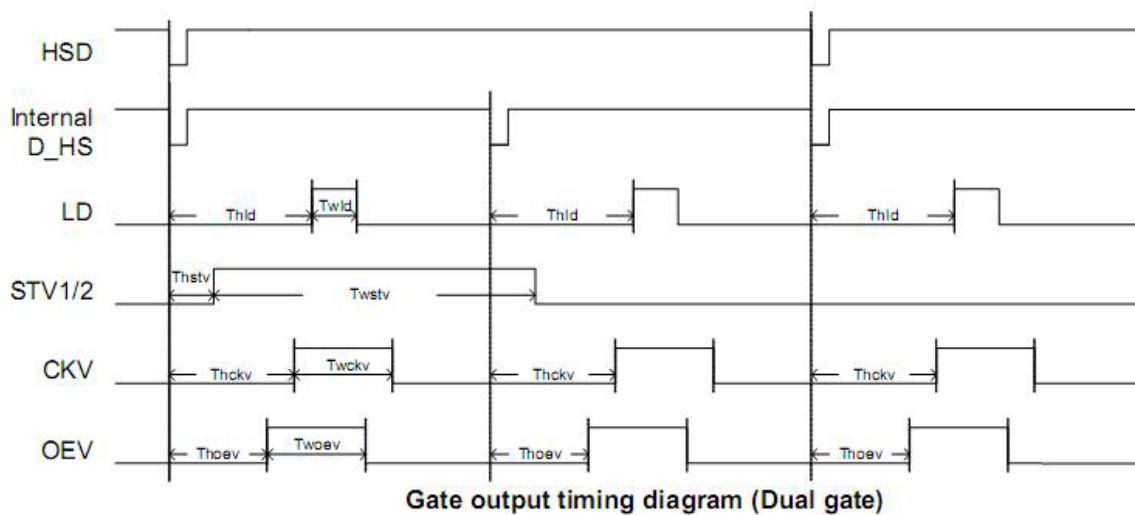 HSD
Internal
D_HS
LD
Thld
Twld
Thld
Thld
STV1/2
Thstv
Twstv
CKV
Thckv
Twckv
Thckv
Thckv
OEV
Thoev
Twoev
Thoev
Thoev
Gate output timing diagram (Dual gate)